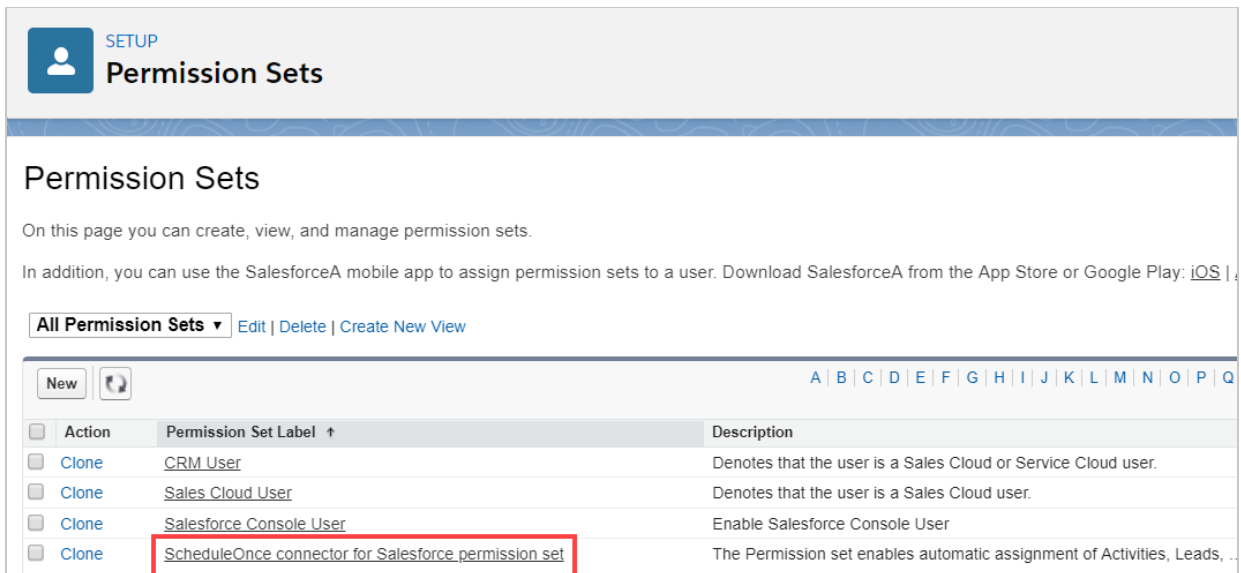 SETUP
Permission Sets
Permission Sets
On this page you can create, view, and manage permission sets.
In addition, you can use the SalesforceA mobile app to assign permission sets to a user. Download SalesforceA from the App Store or Google Play: iOS |
All Permission Sets ▼ Edit | Delete | Create New View
New A | B | C | D | E | F | G | H | I | J | K | L | M | N | O | P | Q
Action Permission Set Label ↑ Description
Clone CRM User Denotes that the user is a Sales Cloud or Service Cloud user.
Clone Sales Cloud User Denotes that the user is a Sales Cloud user.
Clone Salesforce Console User Enable Salesforce Console User
Clone ScheduleOnce connector for Salesforce permission set The Permission set enables automatic assignment of Activities, Leads, ..